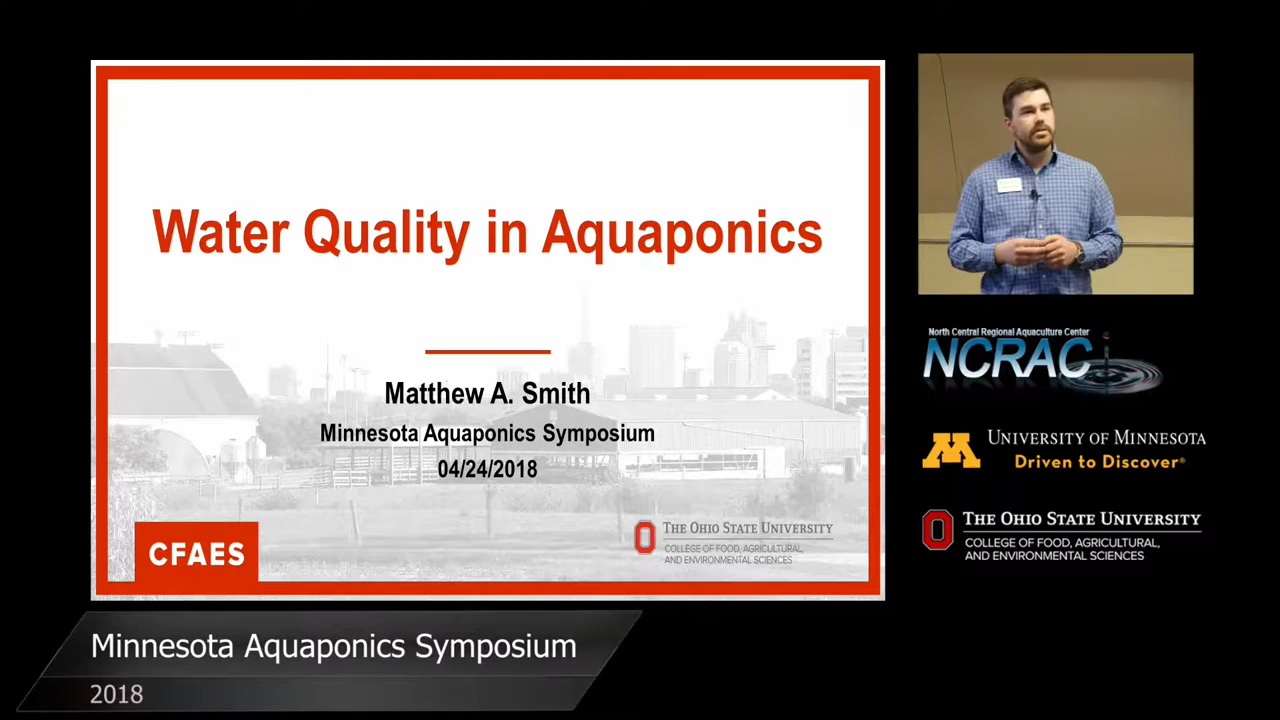 Water Quality in Aquaponics
Matthew A. Smith
Minnesota Aquaponics Symposium
04/24/2018
CFAES
THE OHIO STATE UNIVERSITY
COLLEGE OF FOOD, AGRICULTURAL,
AND ENVIRONMENTAL SCIENCES
North Central Regional Aquaculture Center
NCRAC
M
UNIVERSITY OF MINNESOTA
Driven to Discover®
THE OHIO STATE UNIVERSITY
COLLEGE OF FOOD, AGRICULTURAL,
AND ENVIRONMENTAL SCIENCES
Minnesota Aquaponics Symposium
2018